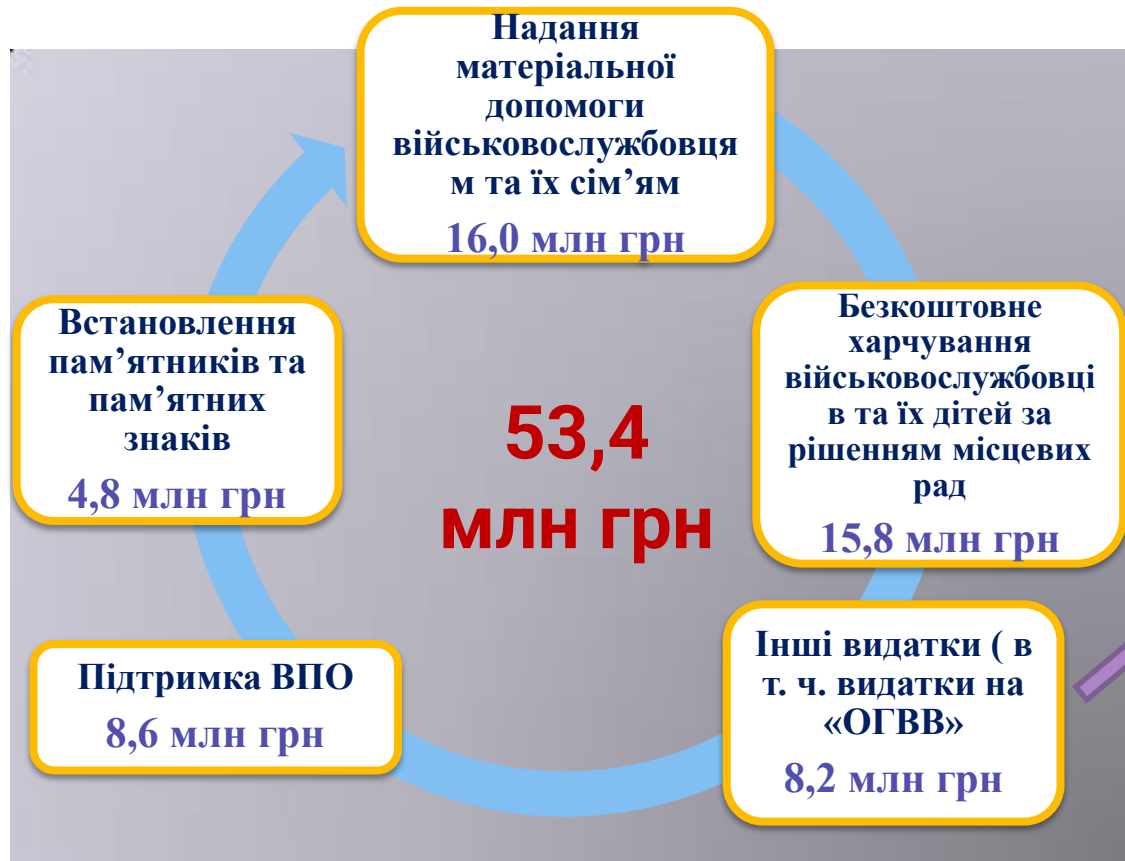 Надання
матеріальної
допомоги
військовослужбовця
м та їх сім’ям
16,0 млн грн
Безкоштовне
харчування
військовослужбовці
в та їх дітей за
рішенням місцевих
рад
15,8 млн грн
Інші видатки ( в
т. ч. видатки на
«ОГВВ»
8,2 млн грн
Підтримка ВПО
8,6 млн грн
Встановлення
пам’ятників та
пам’ятних
знаків
4,8 млн грн
53,4
млн грн